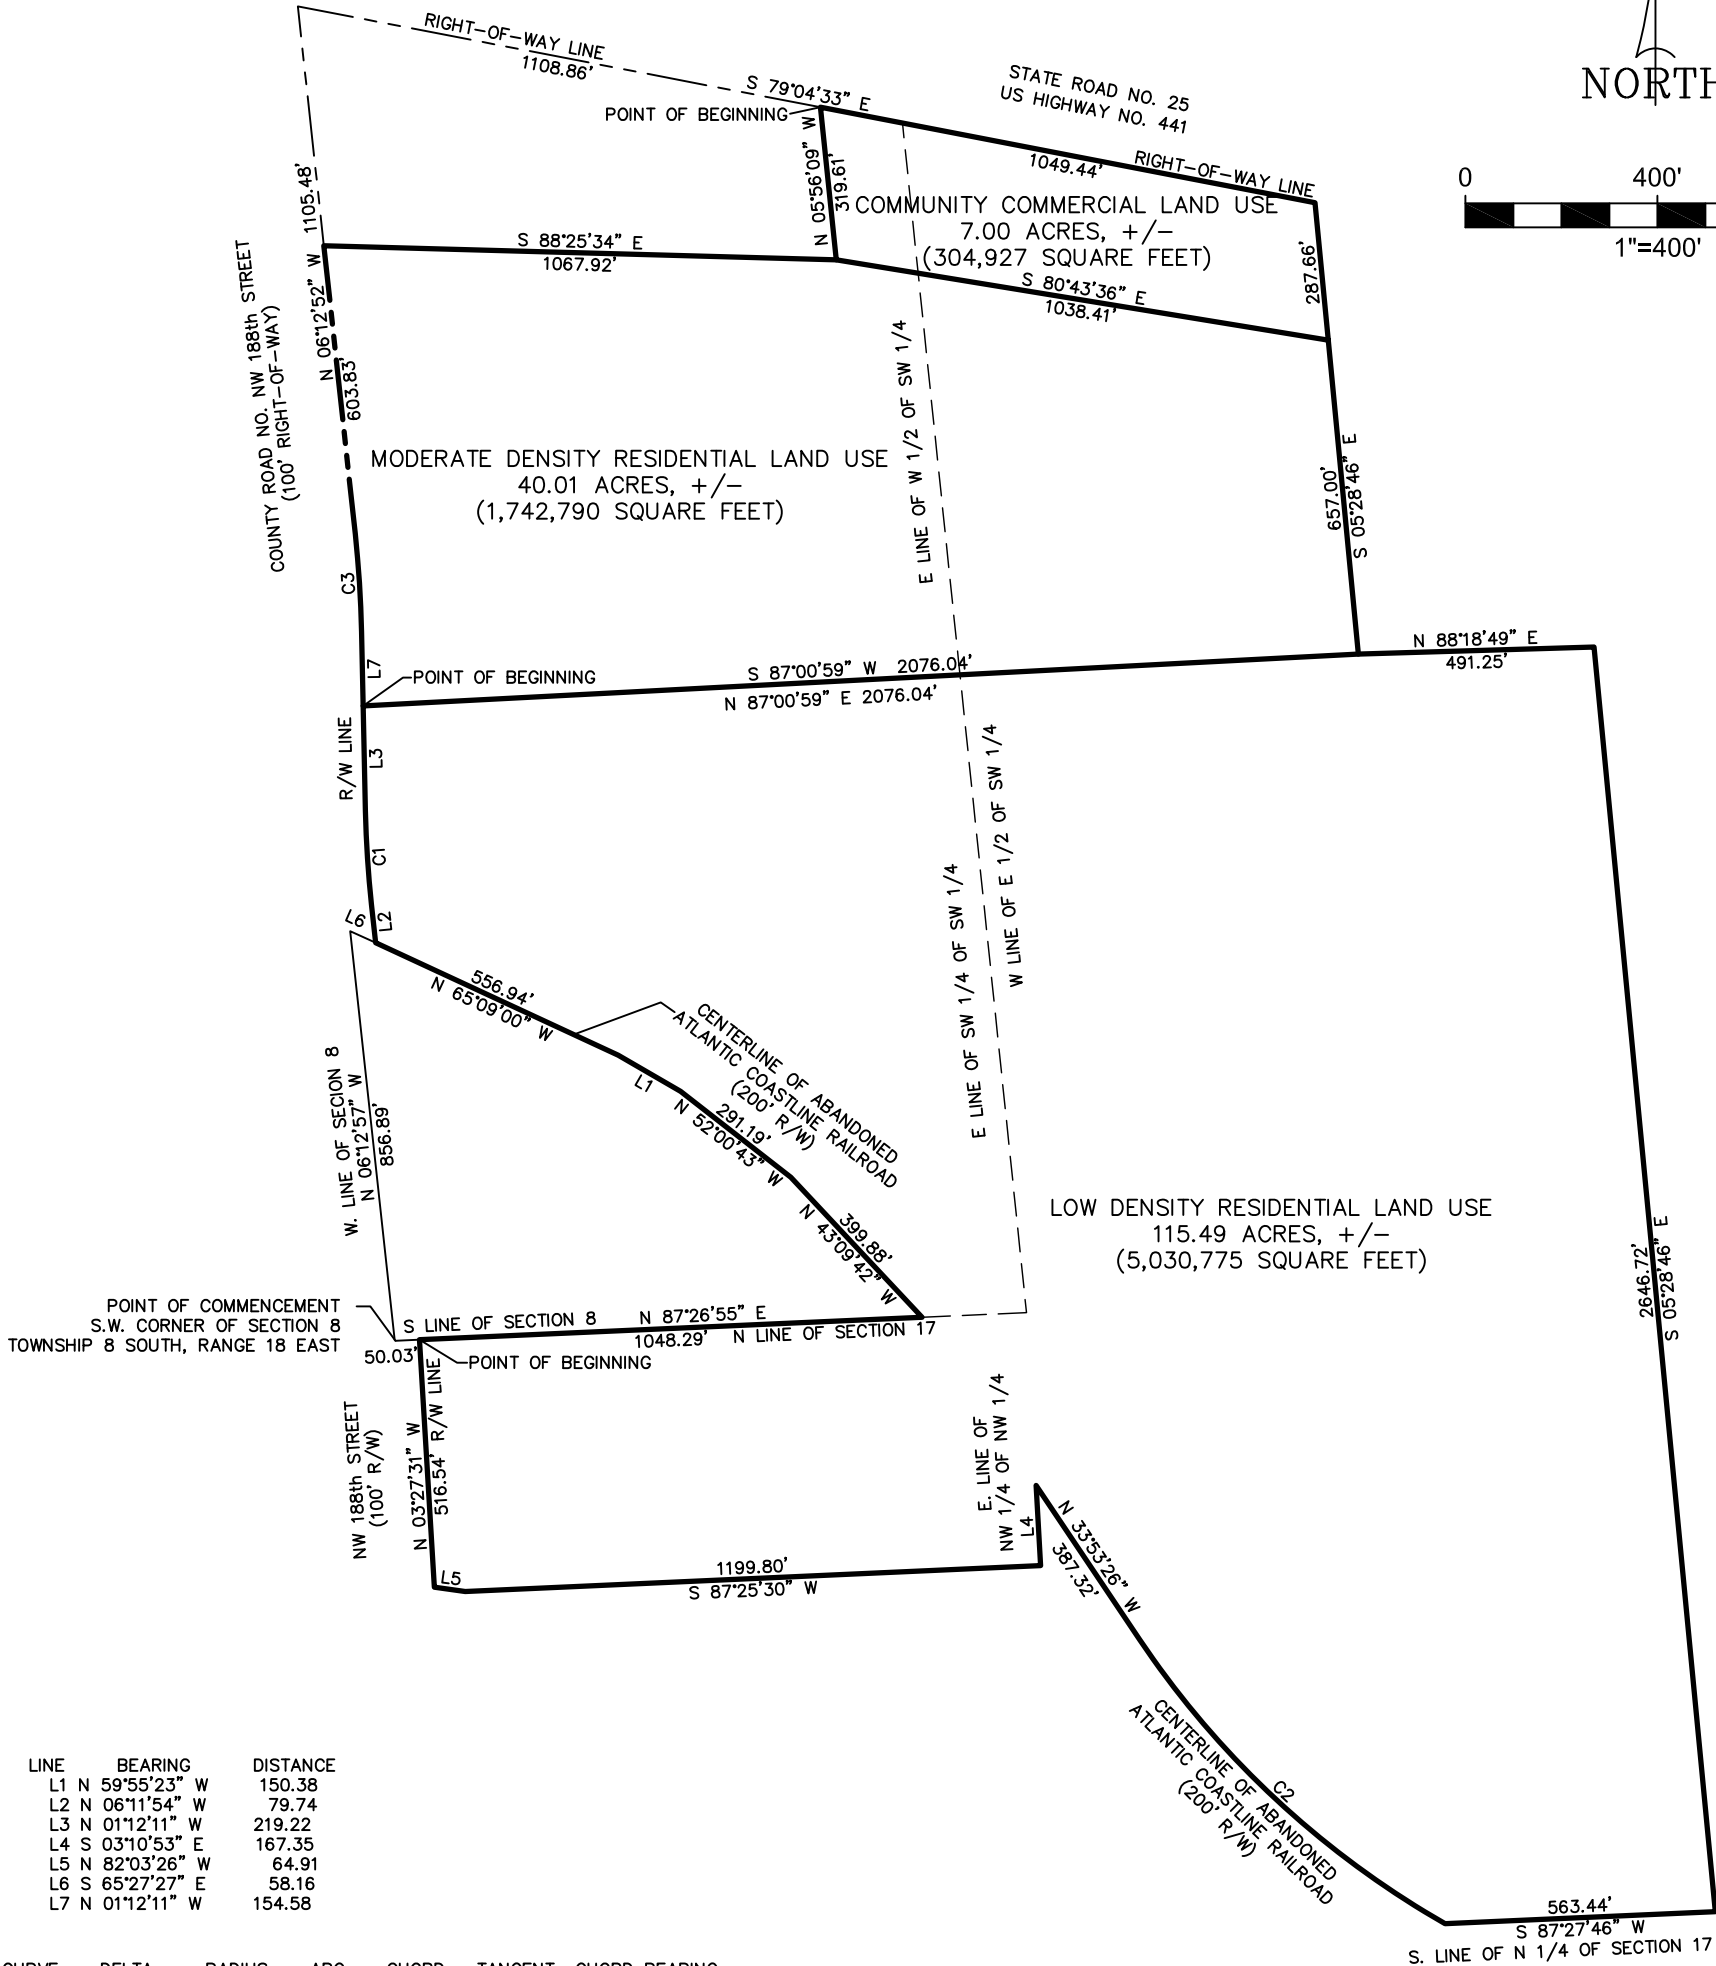 RIGHT-OF-WAY LINE
1108.86'
S 79°04'33" E
POINT OF BEGINNING
STATE ROAD NO. 25
US HIGHWAY NO. 441
NORTH
0 400'
1"=400'
1049.44'
RIGHT-OF-WAY LINE
N 05°56'09" W
319.61'
COMMUNITY COMMERCIAL LAND USE
7.00 ACRES, +/-
(304,927 SQUARE FEET)
287.66'
1105.48'
S 88°25'34" E
1067.92'
S 80°43'36" E
1038.41'
COUNTY ROAD NO. NW 188th STREET
(100' RIGHT-OF-WAY)
N 06°12'52" W
603.83'
E LINE OF W 1/2 OF SW 1/4
MODERATE DENSITY RESIDENTIAL LAND USE
40.01 ACRES, +/-
(1,742,790 SQUARE FEET)
657.00'
S 05°28'46" E
C3
L7
POINT OF BEGINNING
S 87°00'59" W 2076.04'
N 87°00'59" E 2076.04'
N 88°18'49" E
491.25'
R/W LINE
L3
C1
L2
L6
W LINE OF E 1/2 OF SW 1/4
E LINE OF SW 1/4 OF SW 1/4
556.94'
N 65°09'00" W
L1
CENTERLINE OF ABANDONED
ATLANTIC COASTLINE RAILROAD
(200' R/W)
291.19'
N 52°00'43" W
W. LINE OF SECION 8
N 06°12'57" W
856.89'
399.88'
N 43°09'42" W
LOW DENSITY RESIDENTIAL LAND USE
115.49 ACRES, +/-
(5,030,775 SQUARE FEET)
2646.72'
S 05°28'46" E
POINT OF COMMENCEMENT
S.W. CORNER OF SECTION 8
TOWNSHIP 8 SOUTH, RANGE 18 EAST
S LINE OF SECTION 8 N 87°26'55" E
1048.29' N LINE OF SECTION 17
50.03'
POINT OF BEGINNING
NW 188th STREET
(100' R/W)
N 03°27'31" W
516.54' R/W LINE
E. LINE OF
NW 1/4 OF NW 1/4
L4
L5
1199.80'
S 87°25'30" W
N 33°53'26" W
387.32'
C2
CENTERLINE OF ABANDONED
ATLANTIC COASTLINE RAILROAD
(200' R/W)
563.44'
S 87°27'46" W
S. LINE OF N 1/4 OF SECTION 17
LINE BEARING DISTANCE
L1 N 59°55'23" W 150.38
L2 N 06°11'54" W 79.74
L3 N 01°12'11" W 219.22
L4 S 03°10'53" E 167.35
L5 N 82°03'26" W 64.91
L6 S 65°27'27" E 58.16
L7 N 01°12'11" W 154.58
CURVE DELTA RADIUS ARC CHORD TANGENT CHORD BEARING